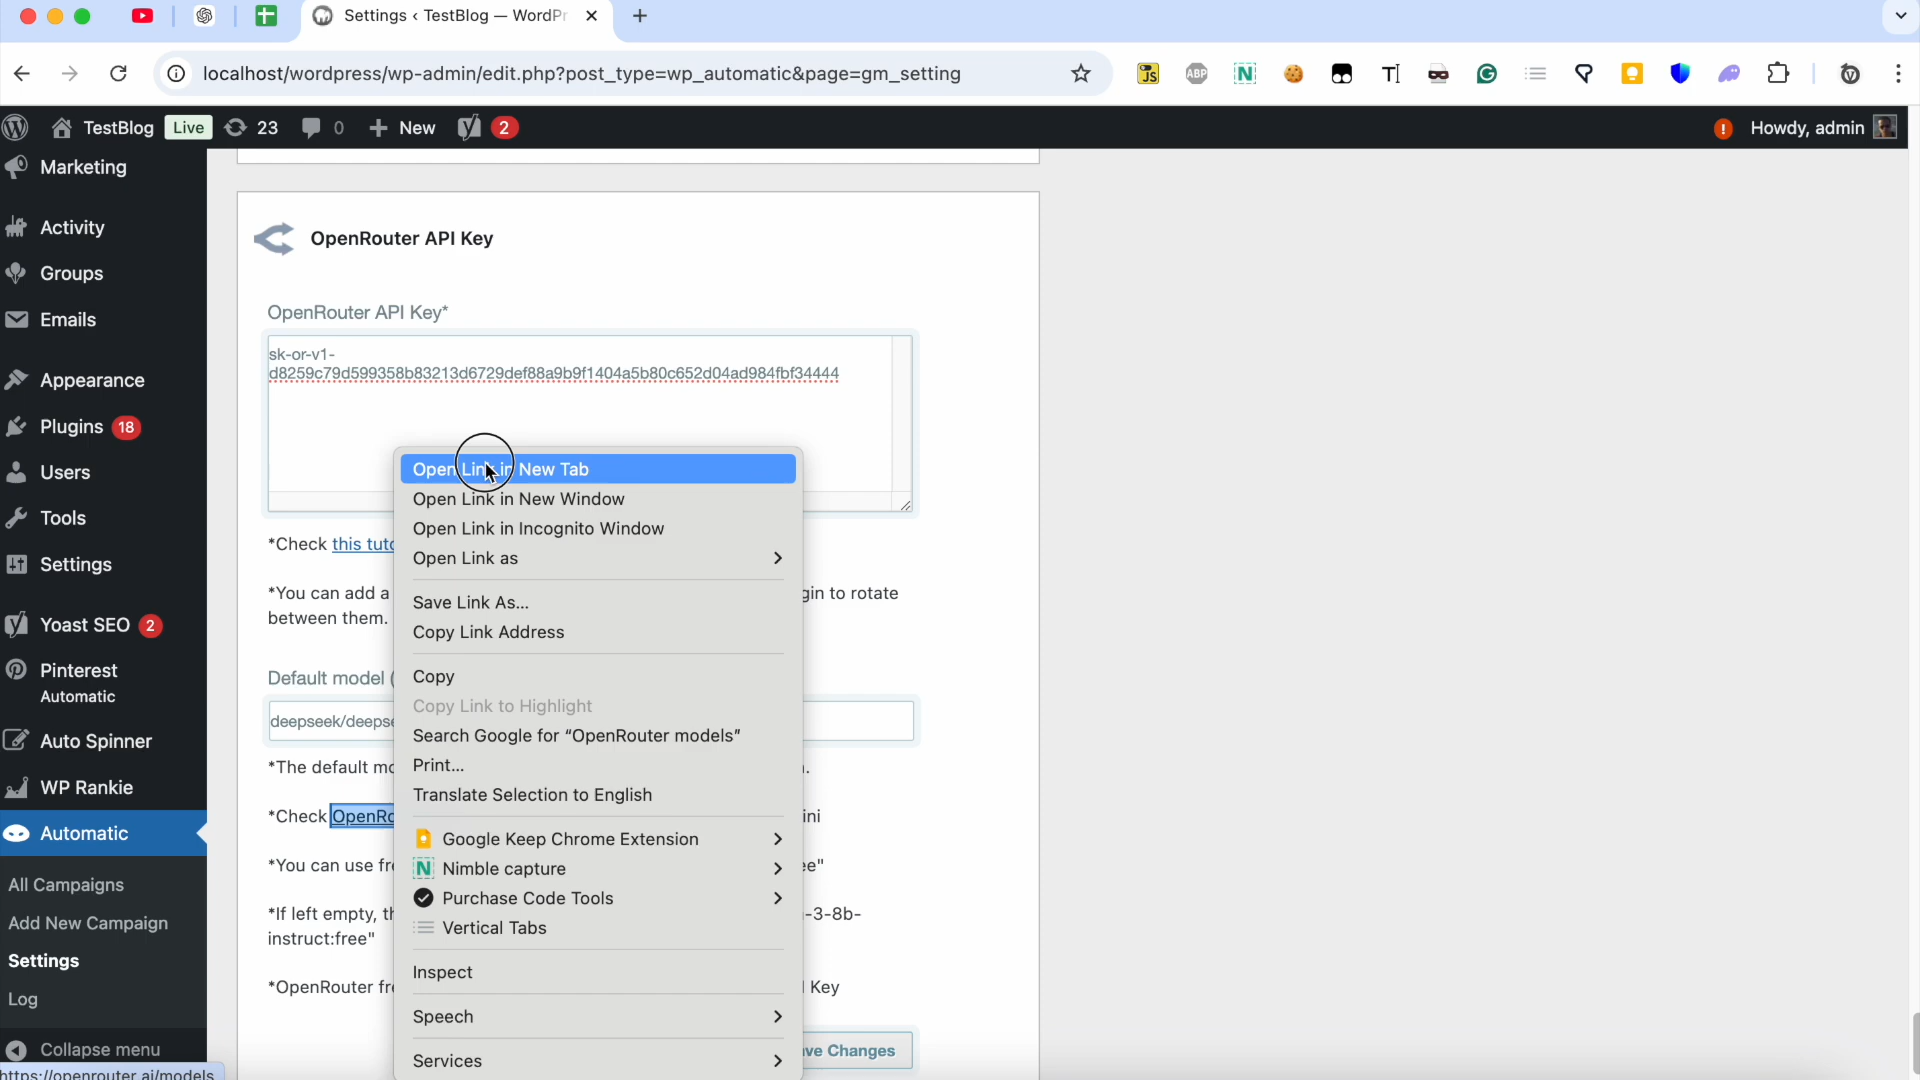 Settings ‹ TestBlog — WordPr
localhost/wordpress/wp-admin/edit.php?post_type=wp_automatic&page=gm_setting
JS
ABP
N
TestBlog
Live
23
0
New
2
Howdy, admin
Marketing
Activity
Groups
Emails
Appearance
Plugins 18
Users
Tools
Settings
Yoast SEO 2
Pinterest
Automatic
Auto Spinner
WP Rankie
Automatic
All Campaigns
Add New Campaign
Settings
Log
Collapse menu
https://openrouter.ai/models
OpenRouter API Key
OpenRouter API Key*
sk-or-v1-
d8259c79d599358b83213d6729def88a9b9f1404a5b80c652d04ad984fbf34444
*Check this tuto
*You can add a gin to rotate
between them.
Default model (
deepseek/deepse
*The default mo
*Check OpenRo ini
*You can use fre ee"
*If left empty, th -3-8b-
instruct:free"
*OpenRouter fre Key
ve Changes
Open Link in New Tab
Open Link in New Window
Open Link in Incognito Window
Open Link as
Save Link As...
Copy Link Address
Copy
Copy Link to Highlight
Search Google for “OpenRouter models”
Print...
Translate Selection to English
Google Keep Chrome Extension
Nimble capture
Purchase Code Tools
Vertical Tabs
Inspect
Speech
Services